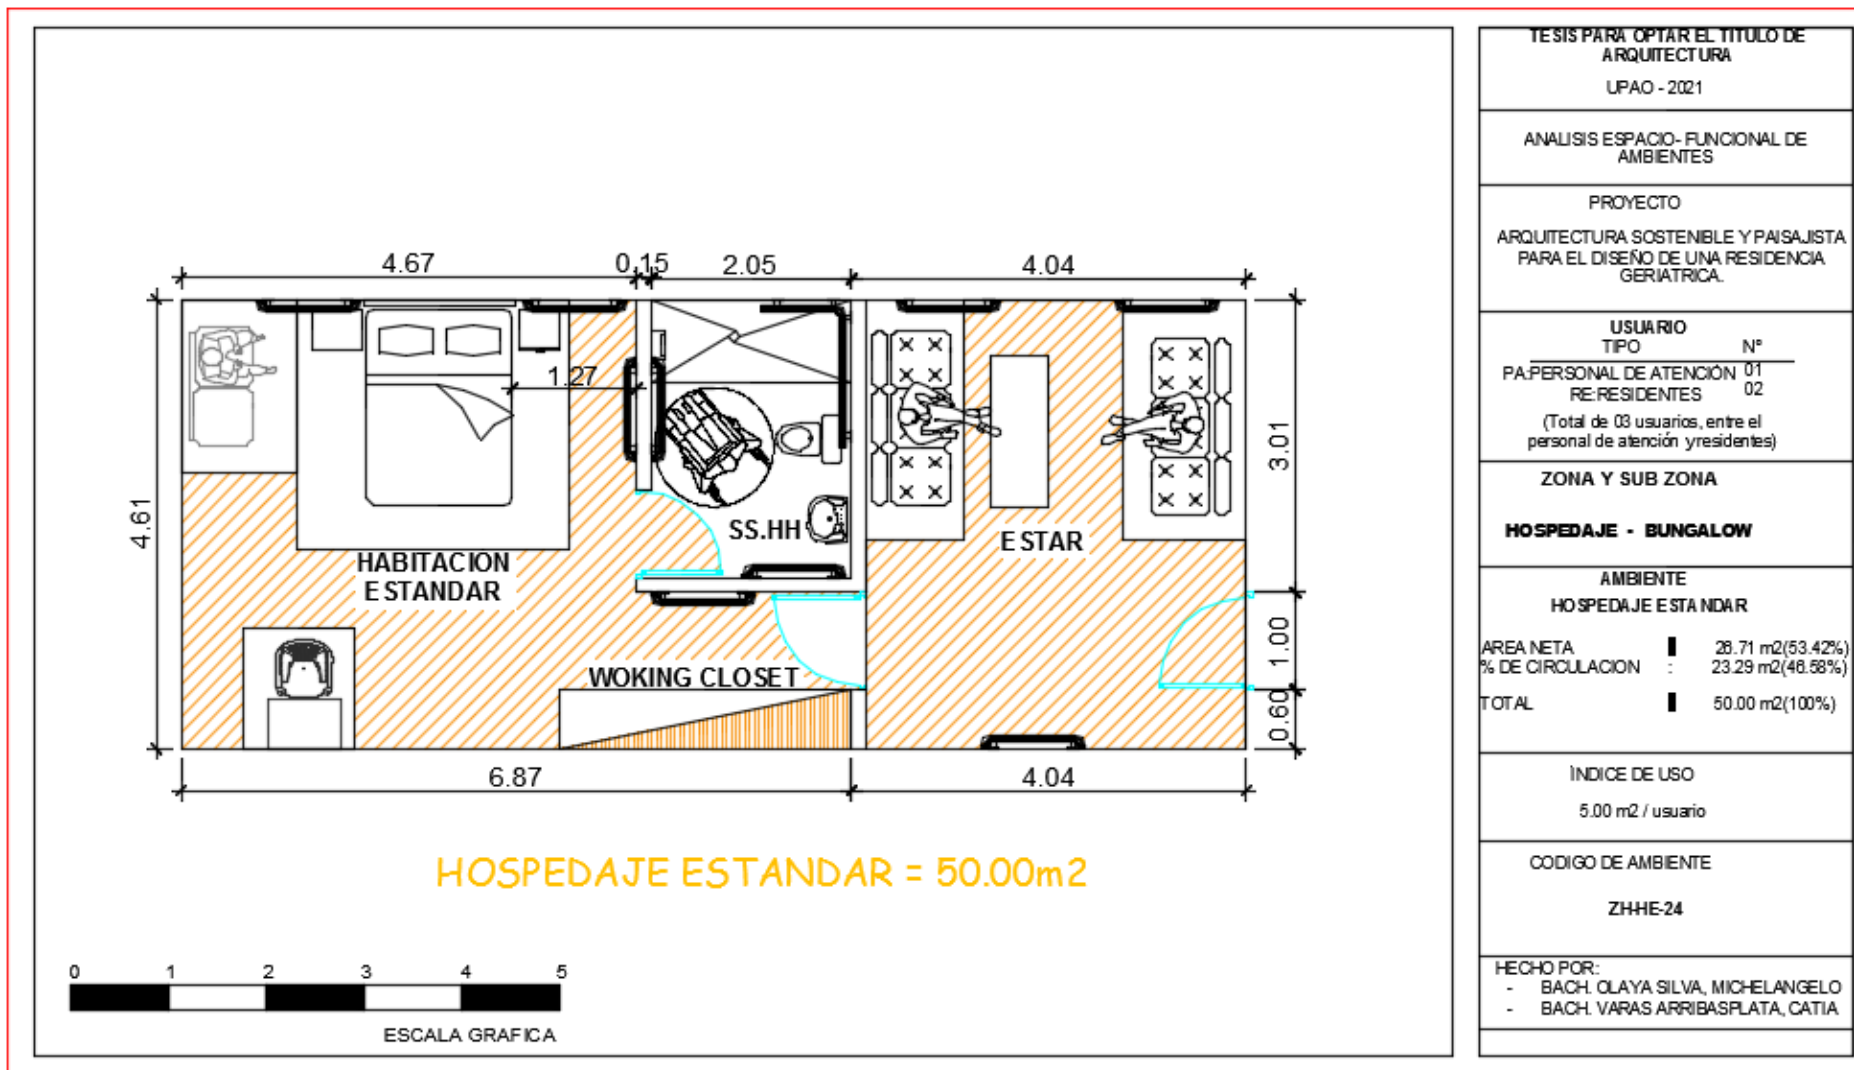 4.67
0.15
2.05
4.04
1.27
4.61
3.01
1.00
0.60
SS.HH
ESTAR
HABITACION
ESTANDAR
WOKING CLOSET
6.87
4.04
HOSPEDAJE ESTANDAR = 50.00m2
0 1 2 3 4 5
ESCALA GRAFICA
TESIS PARA OPTAR EL TITULO DE
ARQUITECTURA
UPAO - 2021
ANALISIS ESPACIO- FUNCIONAL DE
AMBIENTES
PROYECTO
ARQUITECTURA SOSTENIBLE Y PAISAJISTA
PARA EL DISEÑO DE UNA RESIDENCIA
GERIATRICA.
USUARIO
TIPO N°
PA:PERSONAL DE ATENCIÓN 01
RE:RESIDENTES 02
(Total de 03 usuarios, entre el
personal de atención y residentes)
ZONA Y SUB ZONA
HOSPEDAJE - BUNGALOW
AMBIENTE
HOSPEDAJE ESTANDAR
AREA NETA 26.71 m2(53.42%)
% DE CIRCULACION : 23.29 m2(46.58%)
TOTAL 50.00 m2(100%)
ÍNDICE DE USO
5.00 m2 / usuario
CODIGO DE AMBIENTE
ZH-HE-24
HECHO POR:
- BACH. OLAYA SILVA, MICHELANGELO
- BACH. VARAS ARRIBASPLATA, CATIA